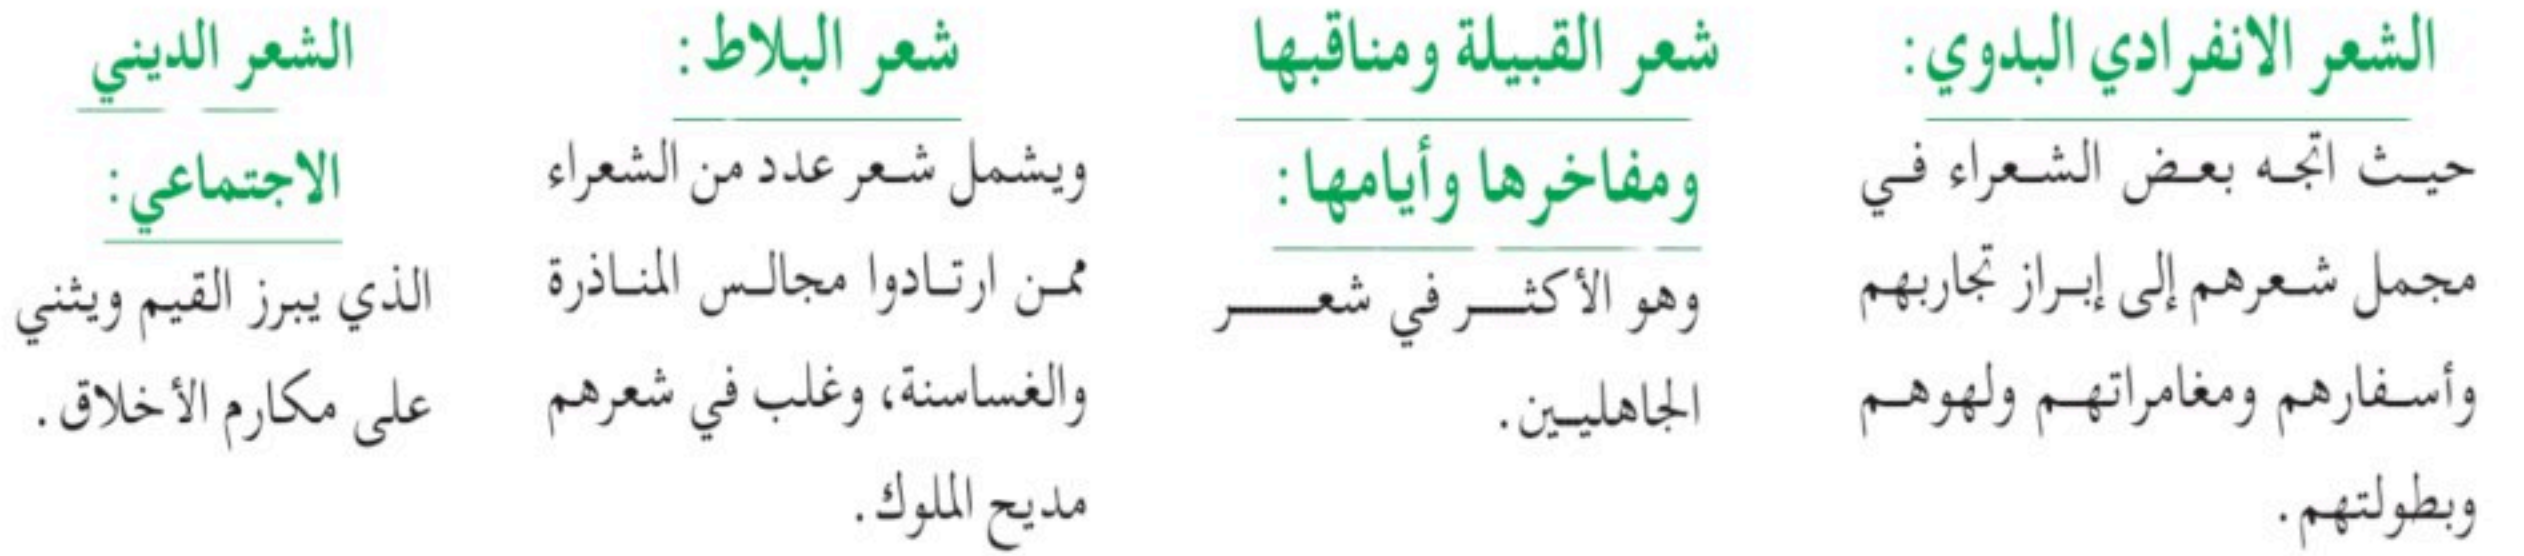 الشعر الانفرادي البدوي:
حيث اتجه بعض الشعراء في
مجمل شعرهم إلى إبراز تجاربهم
وأسفارهم ومغامراتهم ولهوهم
وبطولتهم.
شعر القبيلة ومناقبها
ومفاخرها وأيامها:
وهو الأكثر في شعر
الجاهليين.
شعر البلاط:
ويشمل شعر عدد من الشعراء
ممن ارتادوا مجالس المناذرة
والغساسنة، وغلب في شعرهم
مديح الملوك.
الشعر الديني
الاجتماعي:
الذي يبرز القيم ويثني
على مكارم الأخلاق.